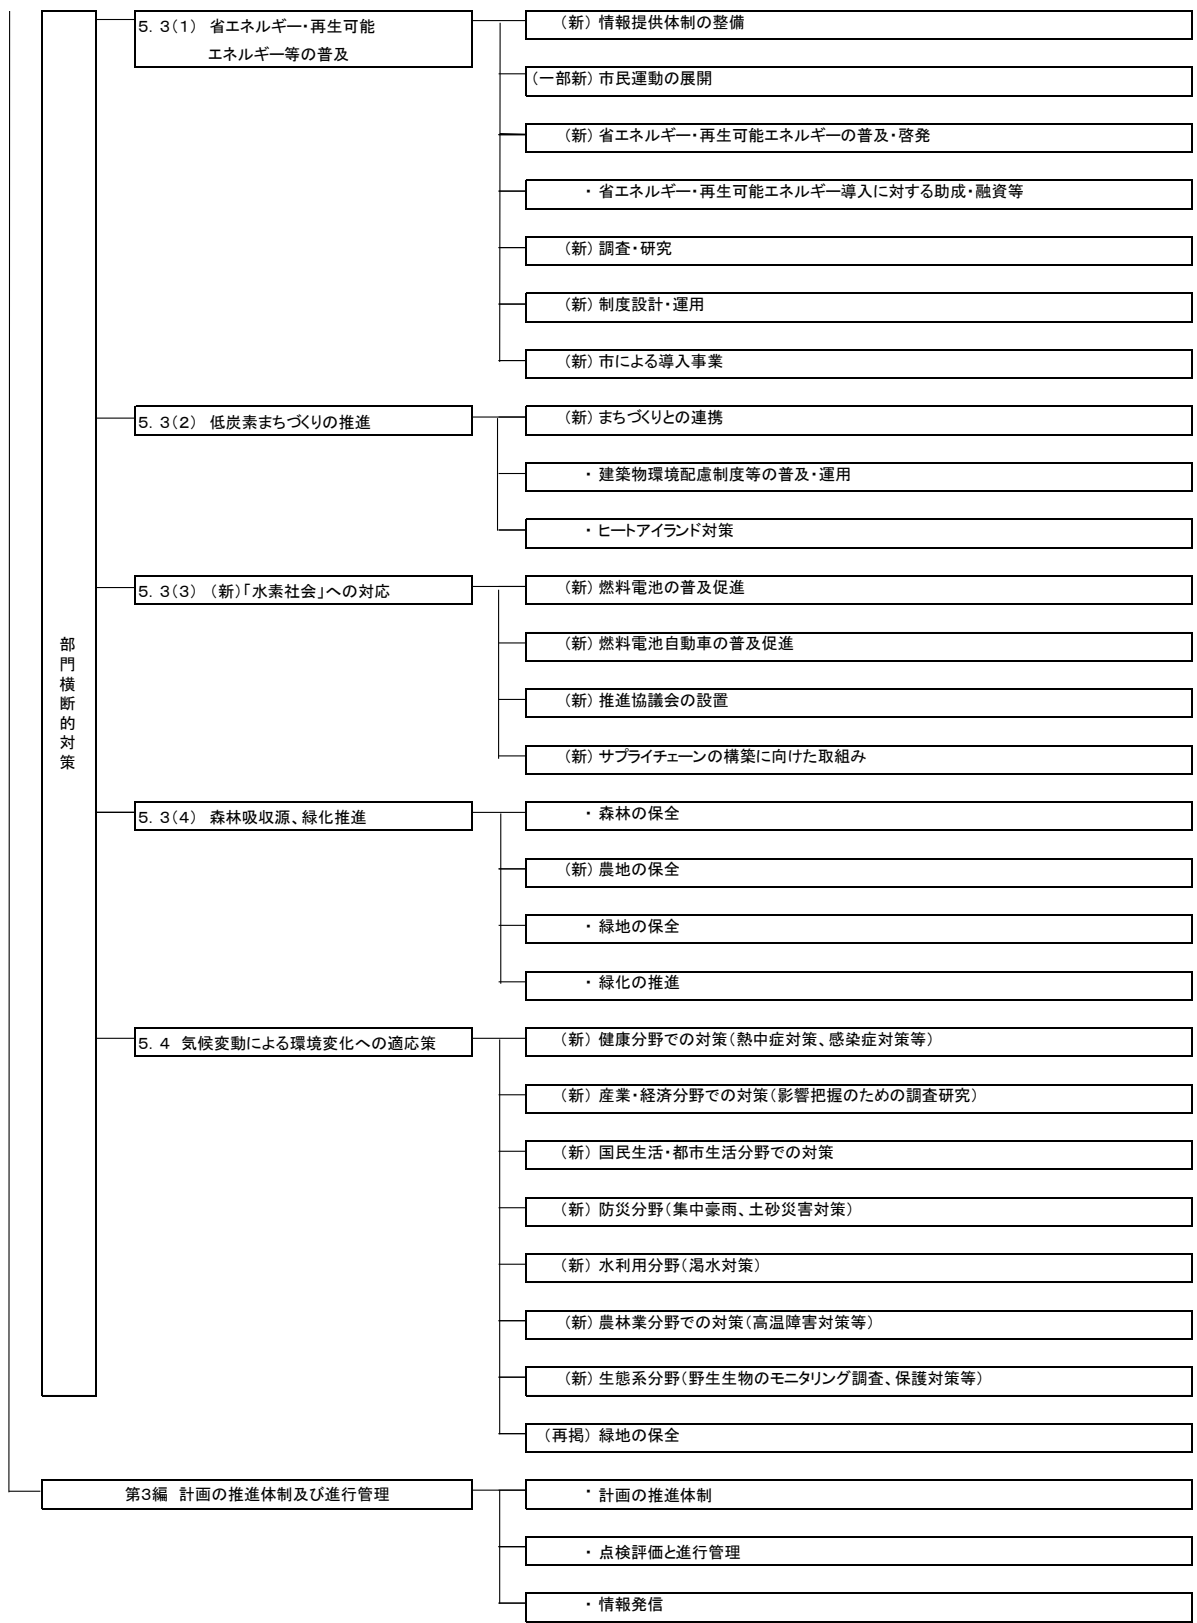 部門横断的対策
5．3（1）　省エネルギー・再生可能
エネルギー等の普及
（新） 情報提供体制の整備
（一部新） 市民運動の展開
（新） 省エネルギー・再生可能エネルギーの普及・啓発
・ 省エネルギー・再生可能エネルギー導入に対する助成・融資等
（新） 調査・研究
（新） 制度設計・運用
（新） 市による導入事業
5．3（2）　低炭素まちづくりの推進
（新） まちづくりとの連携
・ 建築物環境配慮制度等の普及・運用
・ ヒートアイランド対策
5．3（3）　（新）「水素社会」への対応
（新） 燃料電池の普及促進
（新） 燃料電池自動車の普及促進
（新） 推進協議会の設置
（新） サプライチェーンの構築に向けた取組み
5．3（4）　森林吸収源、緑化推進
・ 森林の保全
（新） 農地の保全
・ 緑地の保全
・ 緑化の推進
5．4　気候変動による環境変化への適応策
（新） 健康分野での対策（熱中症対策、感染症対策等）
（新） 産業・経済分野での対策（影響把握のための調査研究）
（新） 国民生活・都市生活分野での対策
（新） 防災分野（集中豪雨、土砂災害対策）
（新） 水利用分野（渇水対策）
（新） 農林業分野での対策（高温障害対策等）
（新） 生態系分野（野生生物のモニタリング調査、保護対策等）
（再掲） 緑地の保全
第3編　計画の推進体制及び進行管理
・ 計画の推進体制
・ 点検評価と進行管理
・ 情報発信